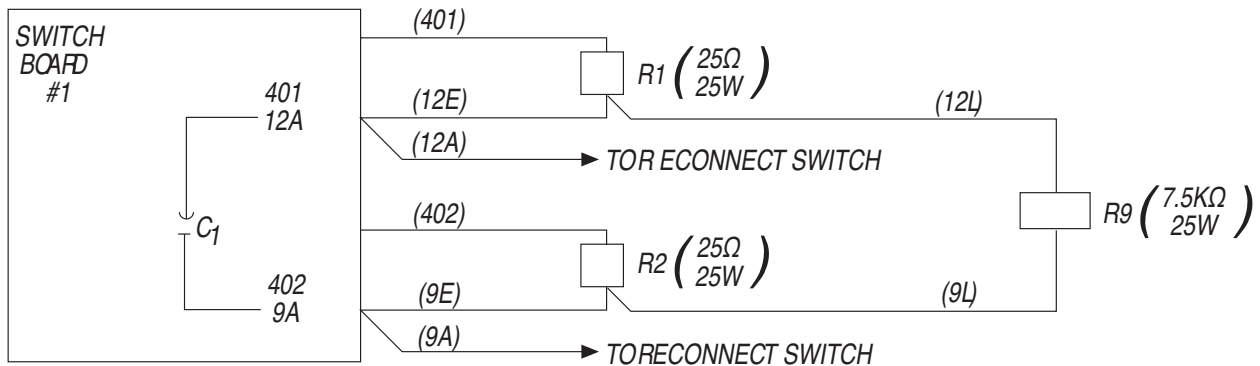 SWITCH
BOARD
#1
401
12A
C1
402
9A
(401)
R1 (25Ω
25W)
(12E)
(12A)
TOR ECONNECT SWITCH
(12L)
R9 (7.5KΩ
25W)
(402)
R2 (25Ω
25W)
(9E)
(9L)
(9A)
TORECONNECT SWITCH